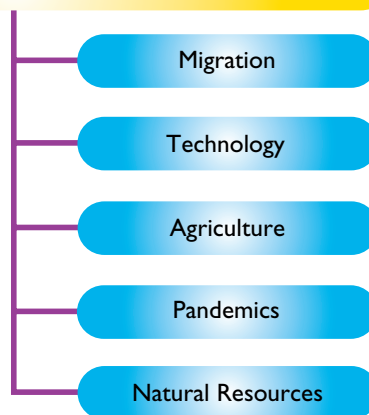 Migration
Technology
Agriculture
Pandemics
Natural Resources